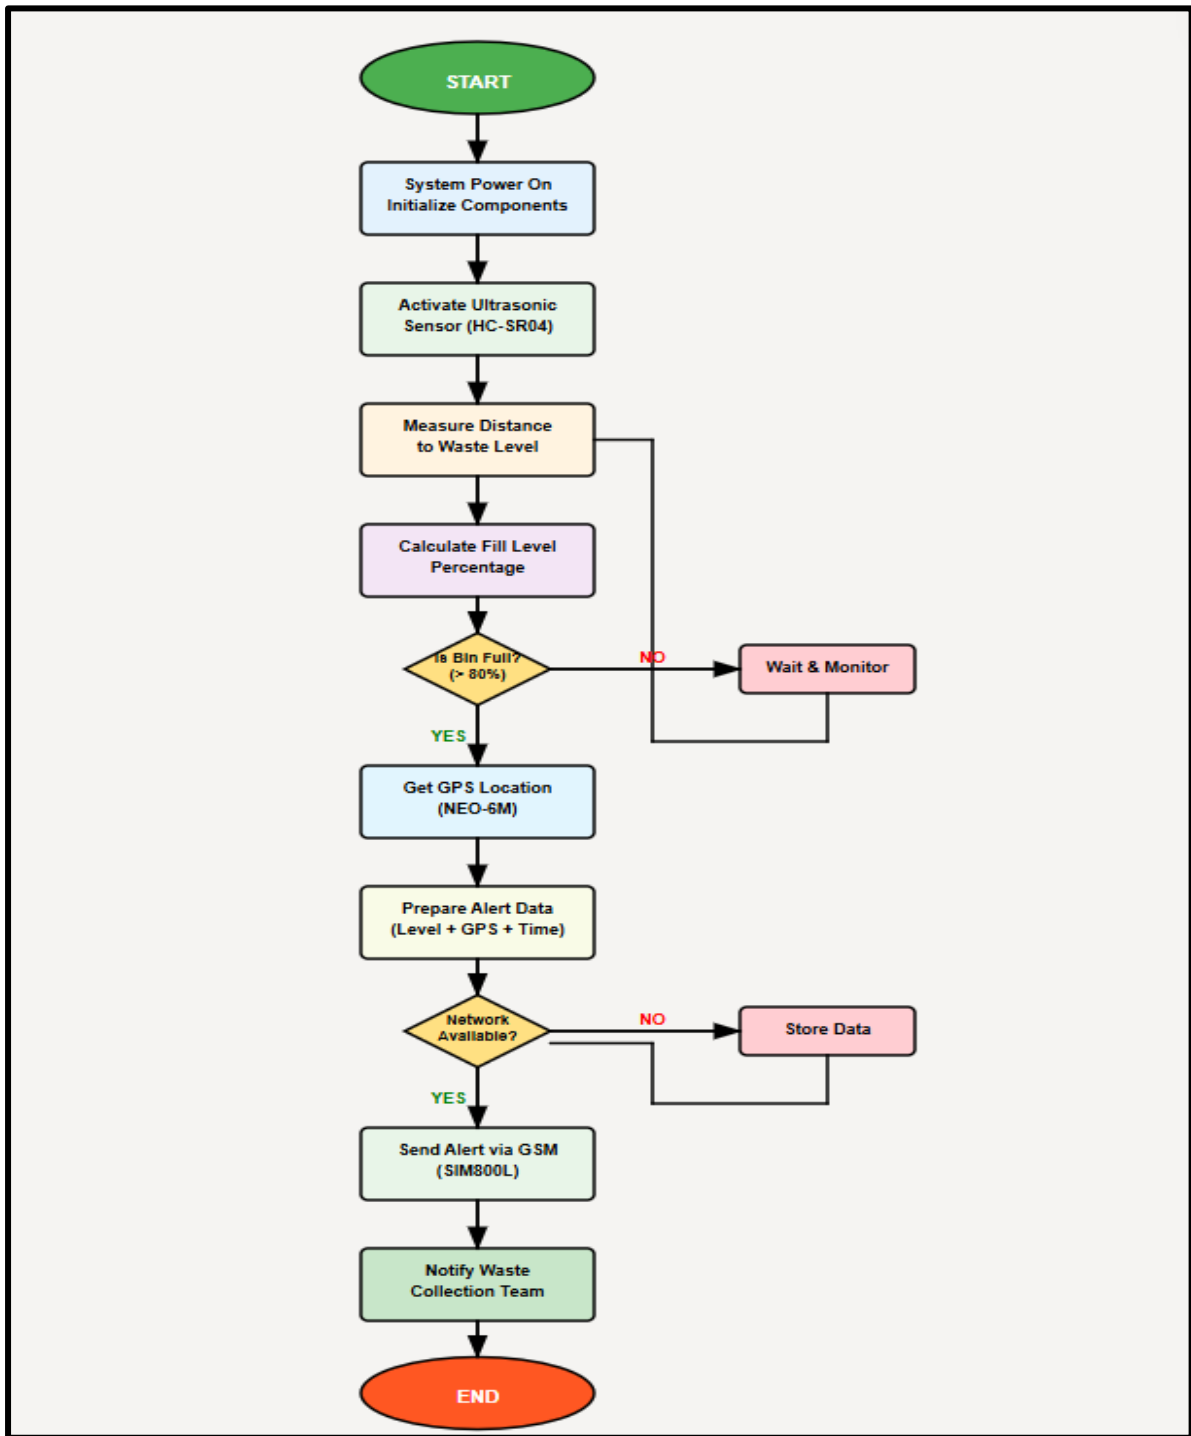 START
System Power On
Initialize Components
Activate Ultrasonic
Sensor (HC-SR04)
Measure Distance
to Waste Level
Calculate Fill Level
Percentage
Is Bin Full?
(> 80%)
NO
Wait & Monitor
YES
Get GPS Location
(NEO-6M)
Prepare Alert Data
(Level + GPS + Time)
Network
Available?
NO
Store Data
YES
Send Alert via GSM
(SIM800L)
Notify Waste
Collection Team
END